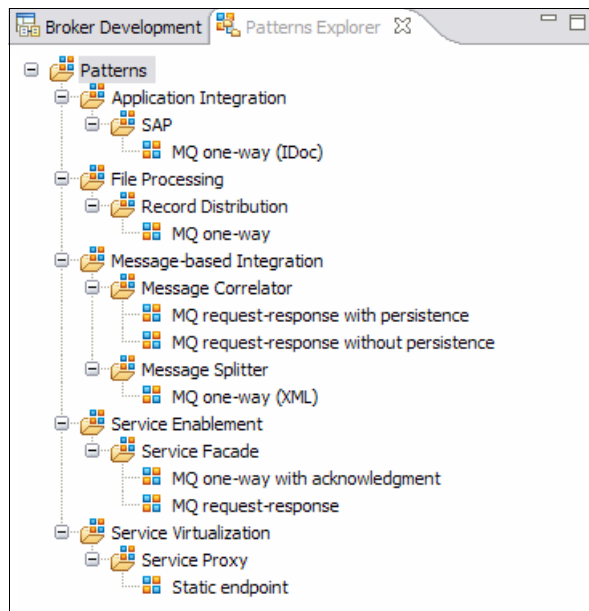 Broker Development Patterns Explorer
Patterns
Application Integration
SAP
MQ one-way (IDoc)
File Processing
Record Distribution
MQ one-way
Message-based Integration
Message Correlator
MQ request-response with persistence
MQ request-response without persistence
Message Splitter
MQ one-way (XML)
Service Enablement
Service Facade
MQ one-way with acknowledgment
MQ request-response
Service Virtualization
Service Proxy
Static endpoint